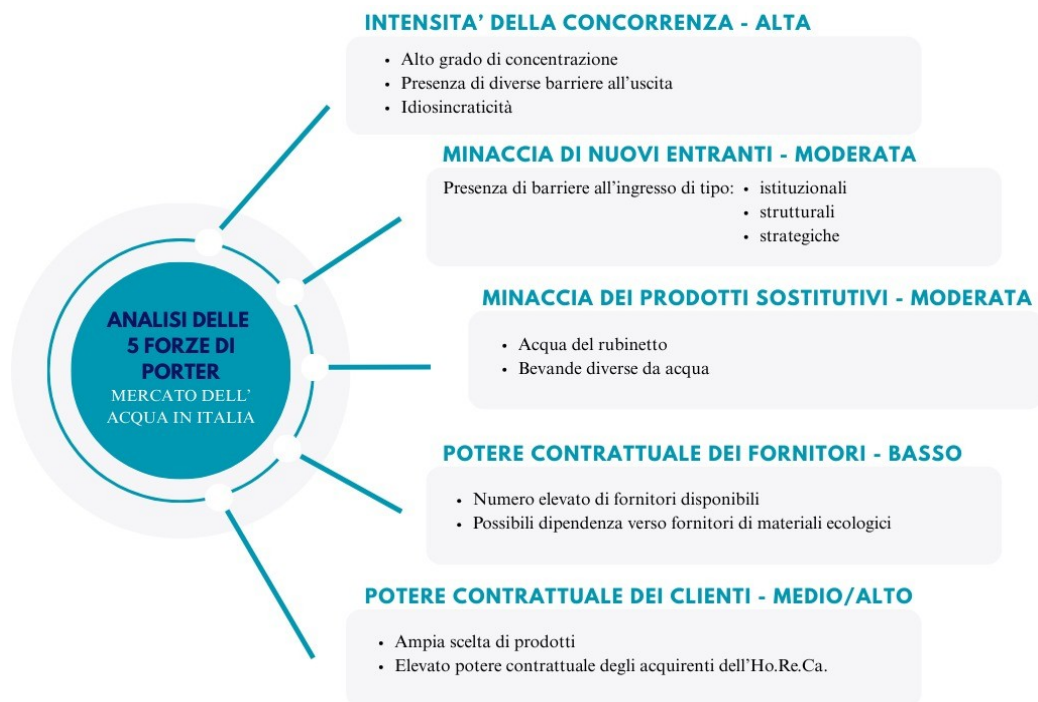 INTENSITA’ DELLA CONCORRENZA - ALTA
• Alto grado di concentrazione
• Presenza di diverse barriere all’uscita
• Idiosincraticità
MINACCIA DI NUOVI ENTRANTI - MODERATA
Presenza di barriere all’ingresso di tipo: • istituzionali
• strutturali
• strategiche
MINACCIA DEI PRODOTTI SOSTITUTIVI - MODERATA
• Acqua del rubinetto
• Bevande diverse da acqua
ANALISI DELLE
5 FORZE DI
PORTER
MERCATO DELL’
ACQUA IN ITALIA
POTERE CONTRATTUALE DEI FORNITORI - BASSO
• Numero elevato di fornitori disponibili
• Possibili dipendenza verso fornitori di materiali ecologici
POTERE CONTRATTUALE DEI CLIENTI - MEDIO/ALTO
• Ampia scelta di prodotti
• Elevato potere contrattuale degli acquirenti dell’Ho.Re.Ca.